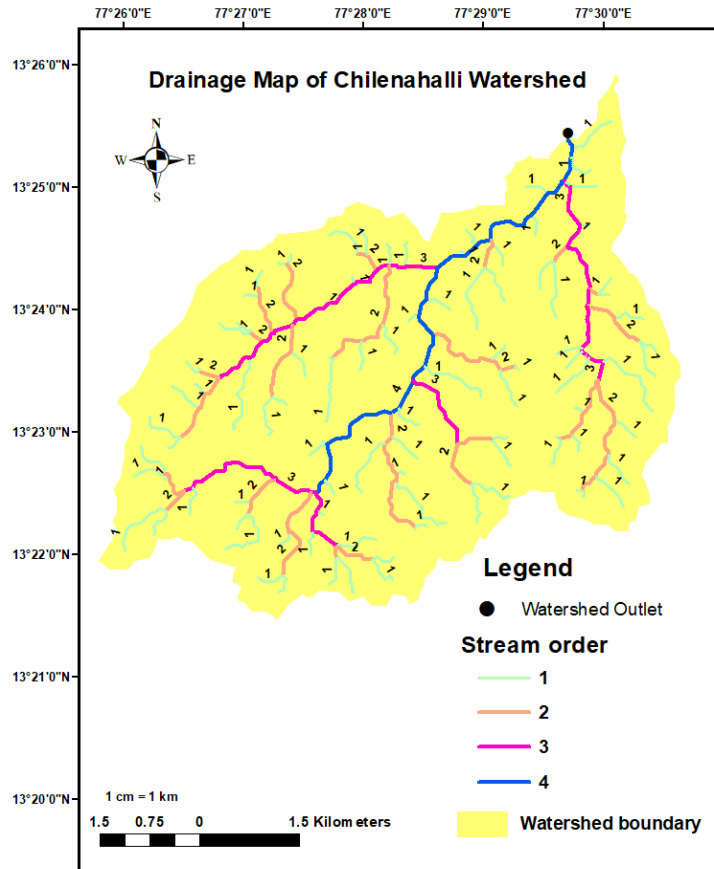 77°26'0"E 77°27'0"E 77°28'0"E 77°29'0"E 77°30'0"E
13°26'0"N
Drainage Map of Chilenahalli Watershed
N
W E
S
13°25'0"N
13°24'0"N
13°23'0"N
13°22'0"N
13°21'0"N
13°20'0"N
Legend
Watershed Outlet
Stream order
1
2
3
4
Watershed boundary
1 cm = 1 km
1.5 0.75 0 1.5 Kilometers